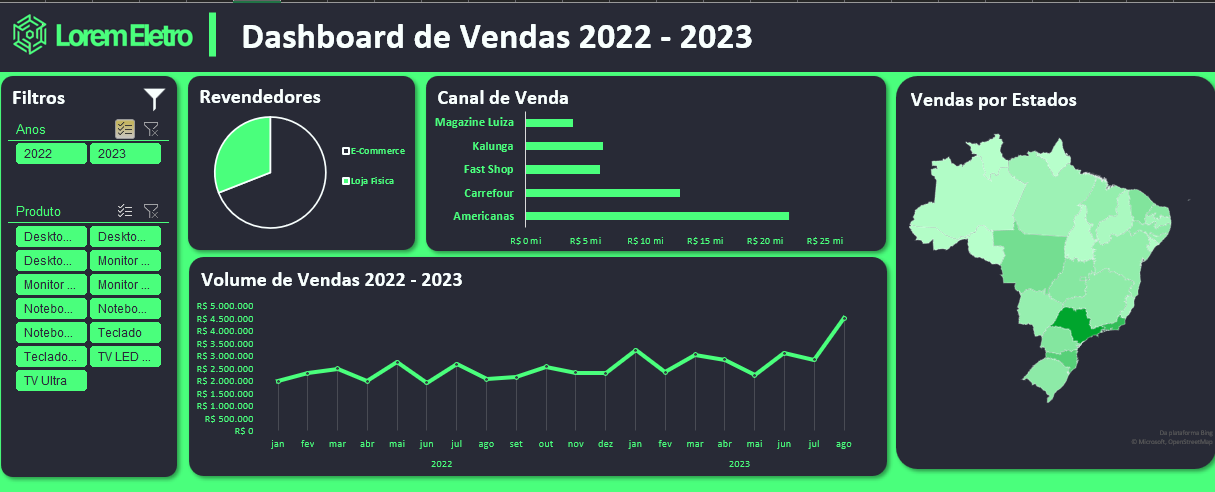 Lorem Eletro
Dashboard de Vendas 2022 - 2023
Filtros
Anos
2022
2023
Produto
Deskto...
Deskto...
Deskto...
Monitor ...
Monitor ...
Monitor ...
Notebo...
Notebo...
Notebo...
Teclado
Teclado...
TV LED ...
TV Ultra
Revendedores
E-Commerce
Loja Fisica
Canal de Venda
Magazine Luiza
Kalunga
Fast Shop
Carrefour
Americanas
R$ 0 mi
R$ 5 mi
R$ 10 mi
R$ 15 mi
R$ 20 mi
R$ 25 mi
Volume de Vendas 2022 - 2023
R$ 5.000.000
R$ 4.500.000
R$ 4.000.000
R$ 3.500.000
R$ 3.000.000
R$ 2.500.000
R$ 2.000.000
R$ 1.500.000
R$ 1.000.000
R$ 500.000
R$ 0
jan fev mar abr mai jun jul ago set out nov dez jan fev mar abr mai jun jul ago
2022
2023
Vendas por Estados
Da plataforma Bing
© Microsoft, OpenStreetMap